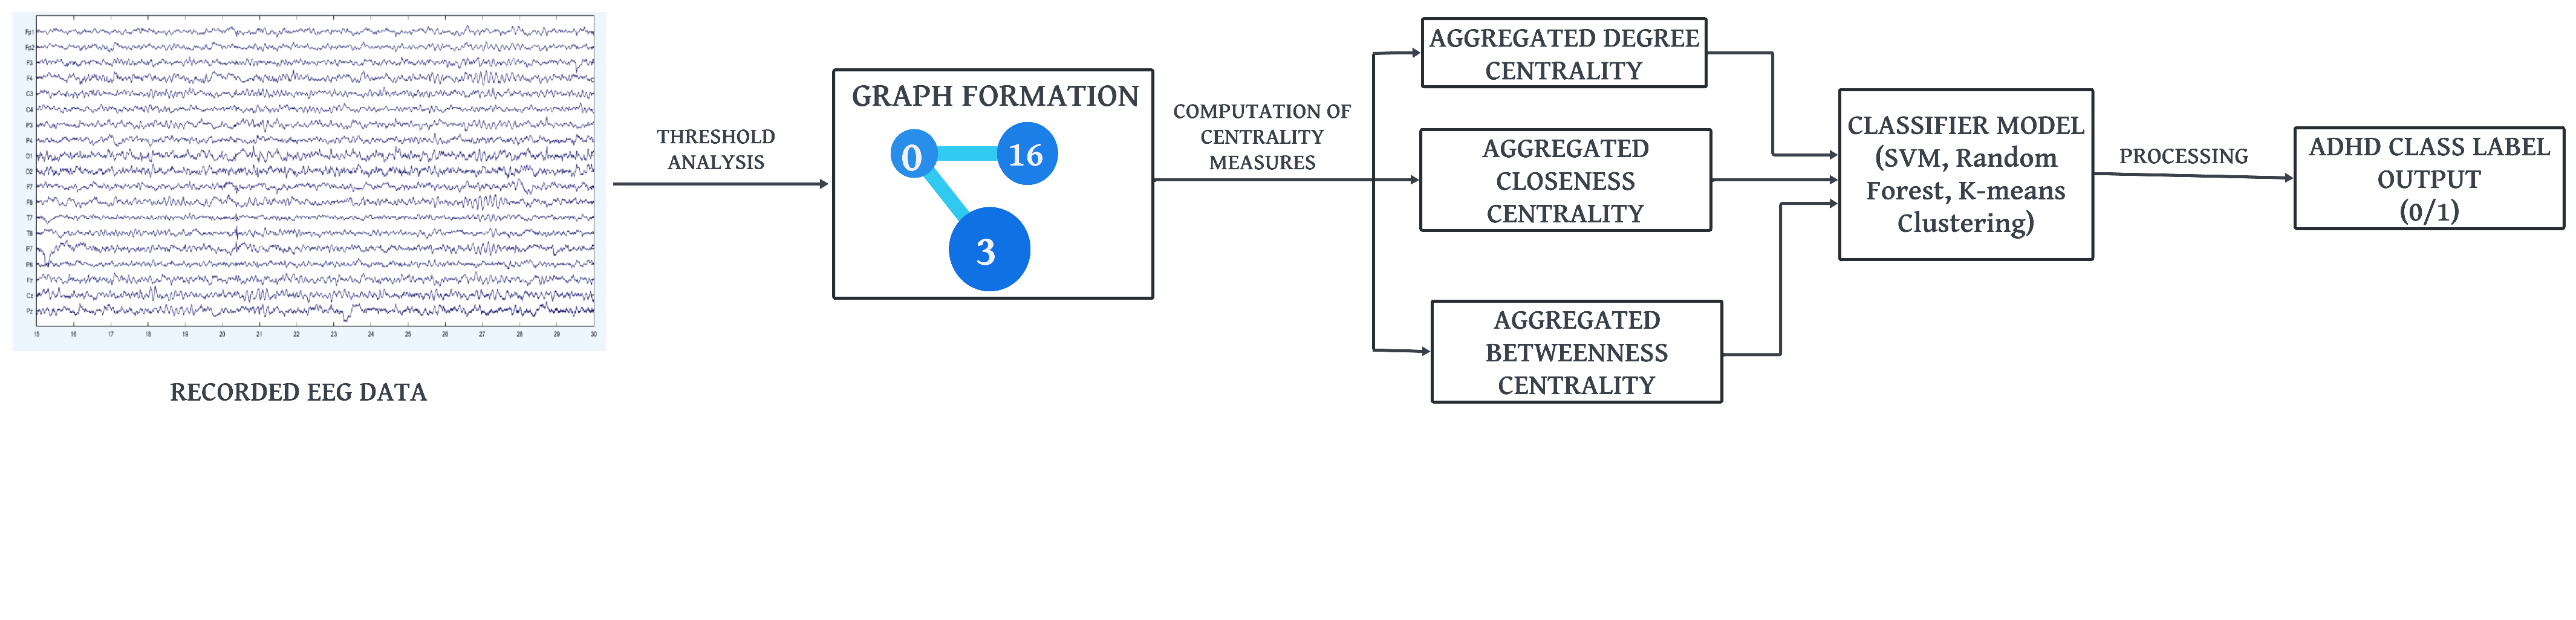 Fp1
Fp2
F3
F4
C3
C4
P3
P4
O1
O2
F7
F8
T7
T8
P7
P8
Fz
Cz
Pz
15 16 17 18 19 20 21 22 23 24 25 26 27 28 29 30
RECORDED EEG DATA
THRESHOLD
ANALYSIS
GRAPH FORMATION
0 16
3
COMPUTATION OF
CENTRALITY
MEASURES
AGGREGATED DEGREE
CENTRALITY
AGGREGATED
CLOSENESS
CENTRALITY
AGGREGATED
BETWEENNESS
CENTRALITY
CLASSIFIER MODEL
(SVM, Random
Forest, K-means
Clustering)
PROCESSING
ADHD CLASS LABEL
OUTPUT
(0/1)